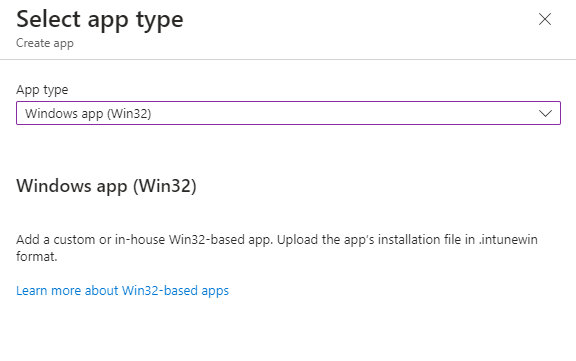 Select app type
Create app
App type
Windows app (Win32)
Windows app (Win32)
Add a custom or in-house Win32-based app. Upload the app's installation file in .intunewin
format.
Learn more about Win32-based apps